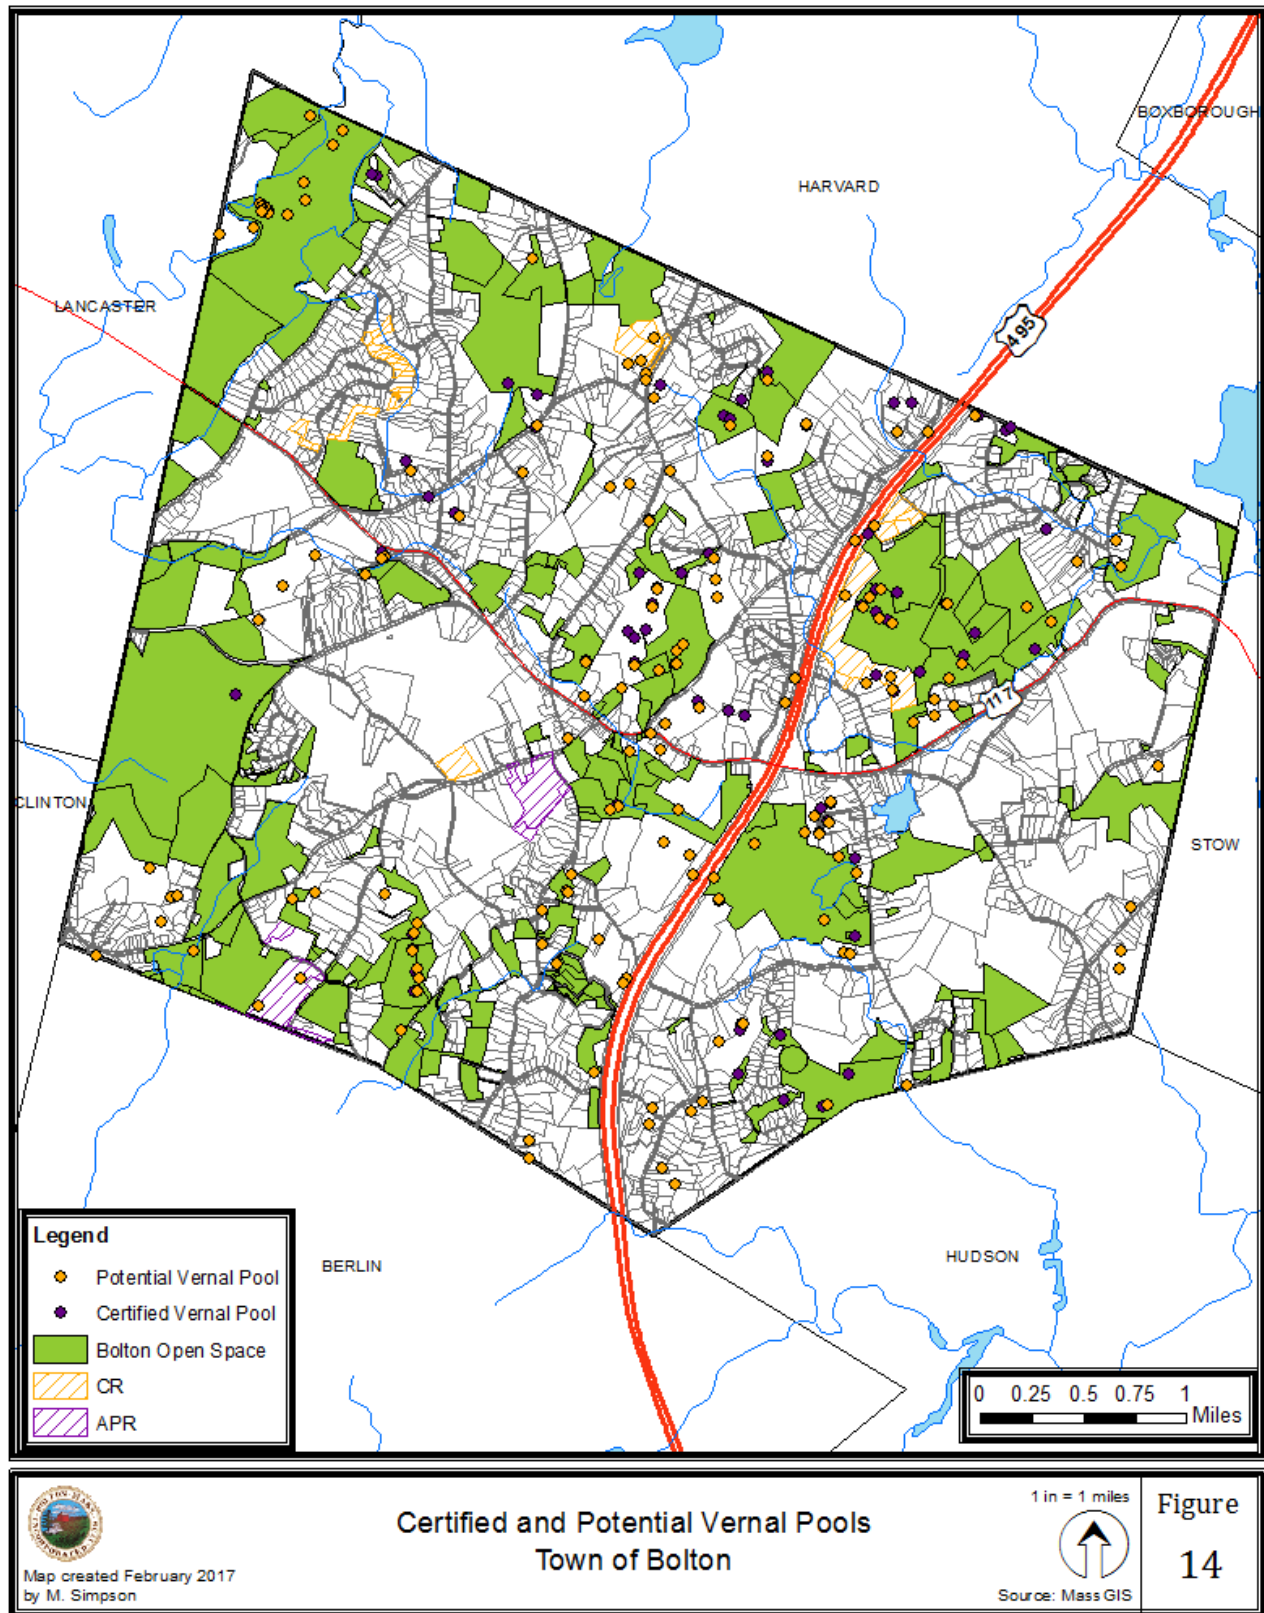 BOXBOROUGH
HARVARD
LANCASTER
495
117
CLINTON
STOW
BERLIN
HUDSON
Legend
Potential Vernal Pool
Certified Vernal Pool
Bolton Open Space
CR
APR
0 0.25 0.5 0.75 1
Miles
Certified and Potential Vernal Pools
Town of Bolton
Map created February 2017
by M. Simpson
1 in = 1 miles
Source: MassGIS
Figure
14